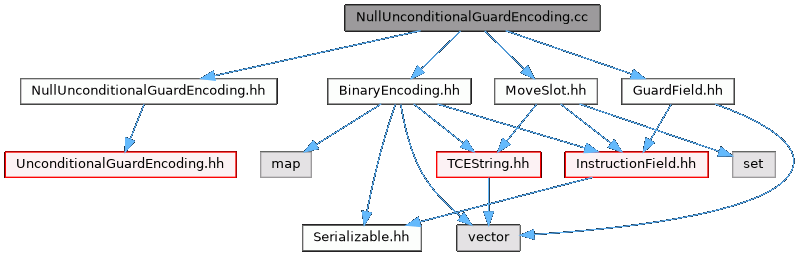 NullUnconditionalGuardEncoding.cc
NullUnconditionalGuardEncoding.hh
BinaryEncoding.hh
MoveSlot.hh
GuardField.hh
UnconditionalGuardEncoding.hh
map
TCEString.hh
InstructionField.hh
set
Serializable.hh
vector